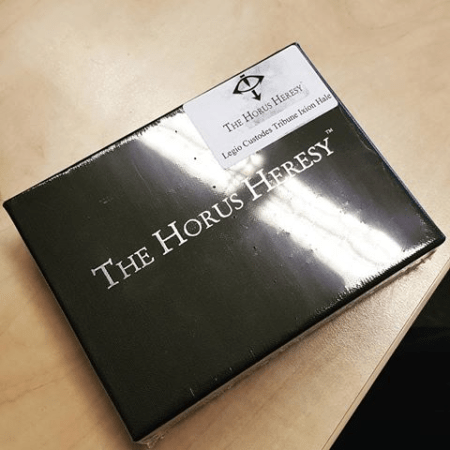 THE HORUS HERESY
Legio Custodes Tribune Ixion Hale
THE HORUS HERESY™